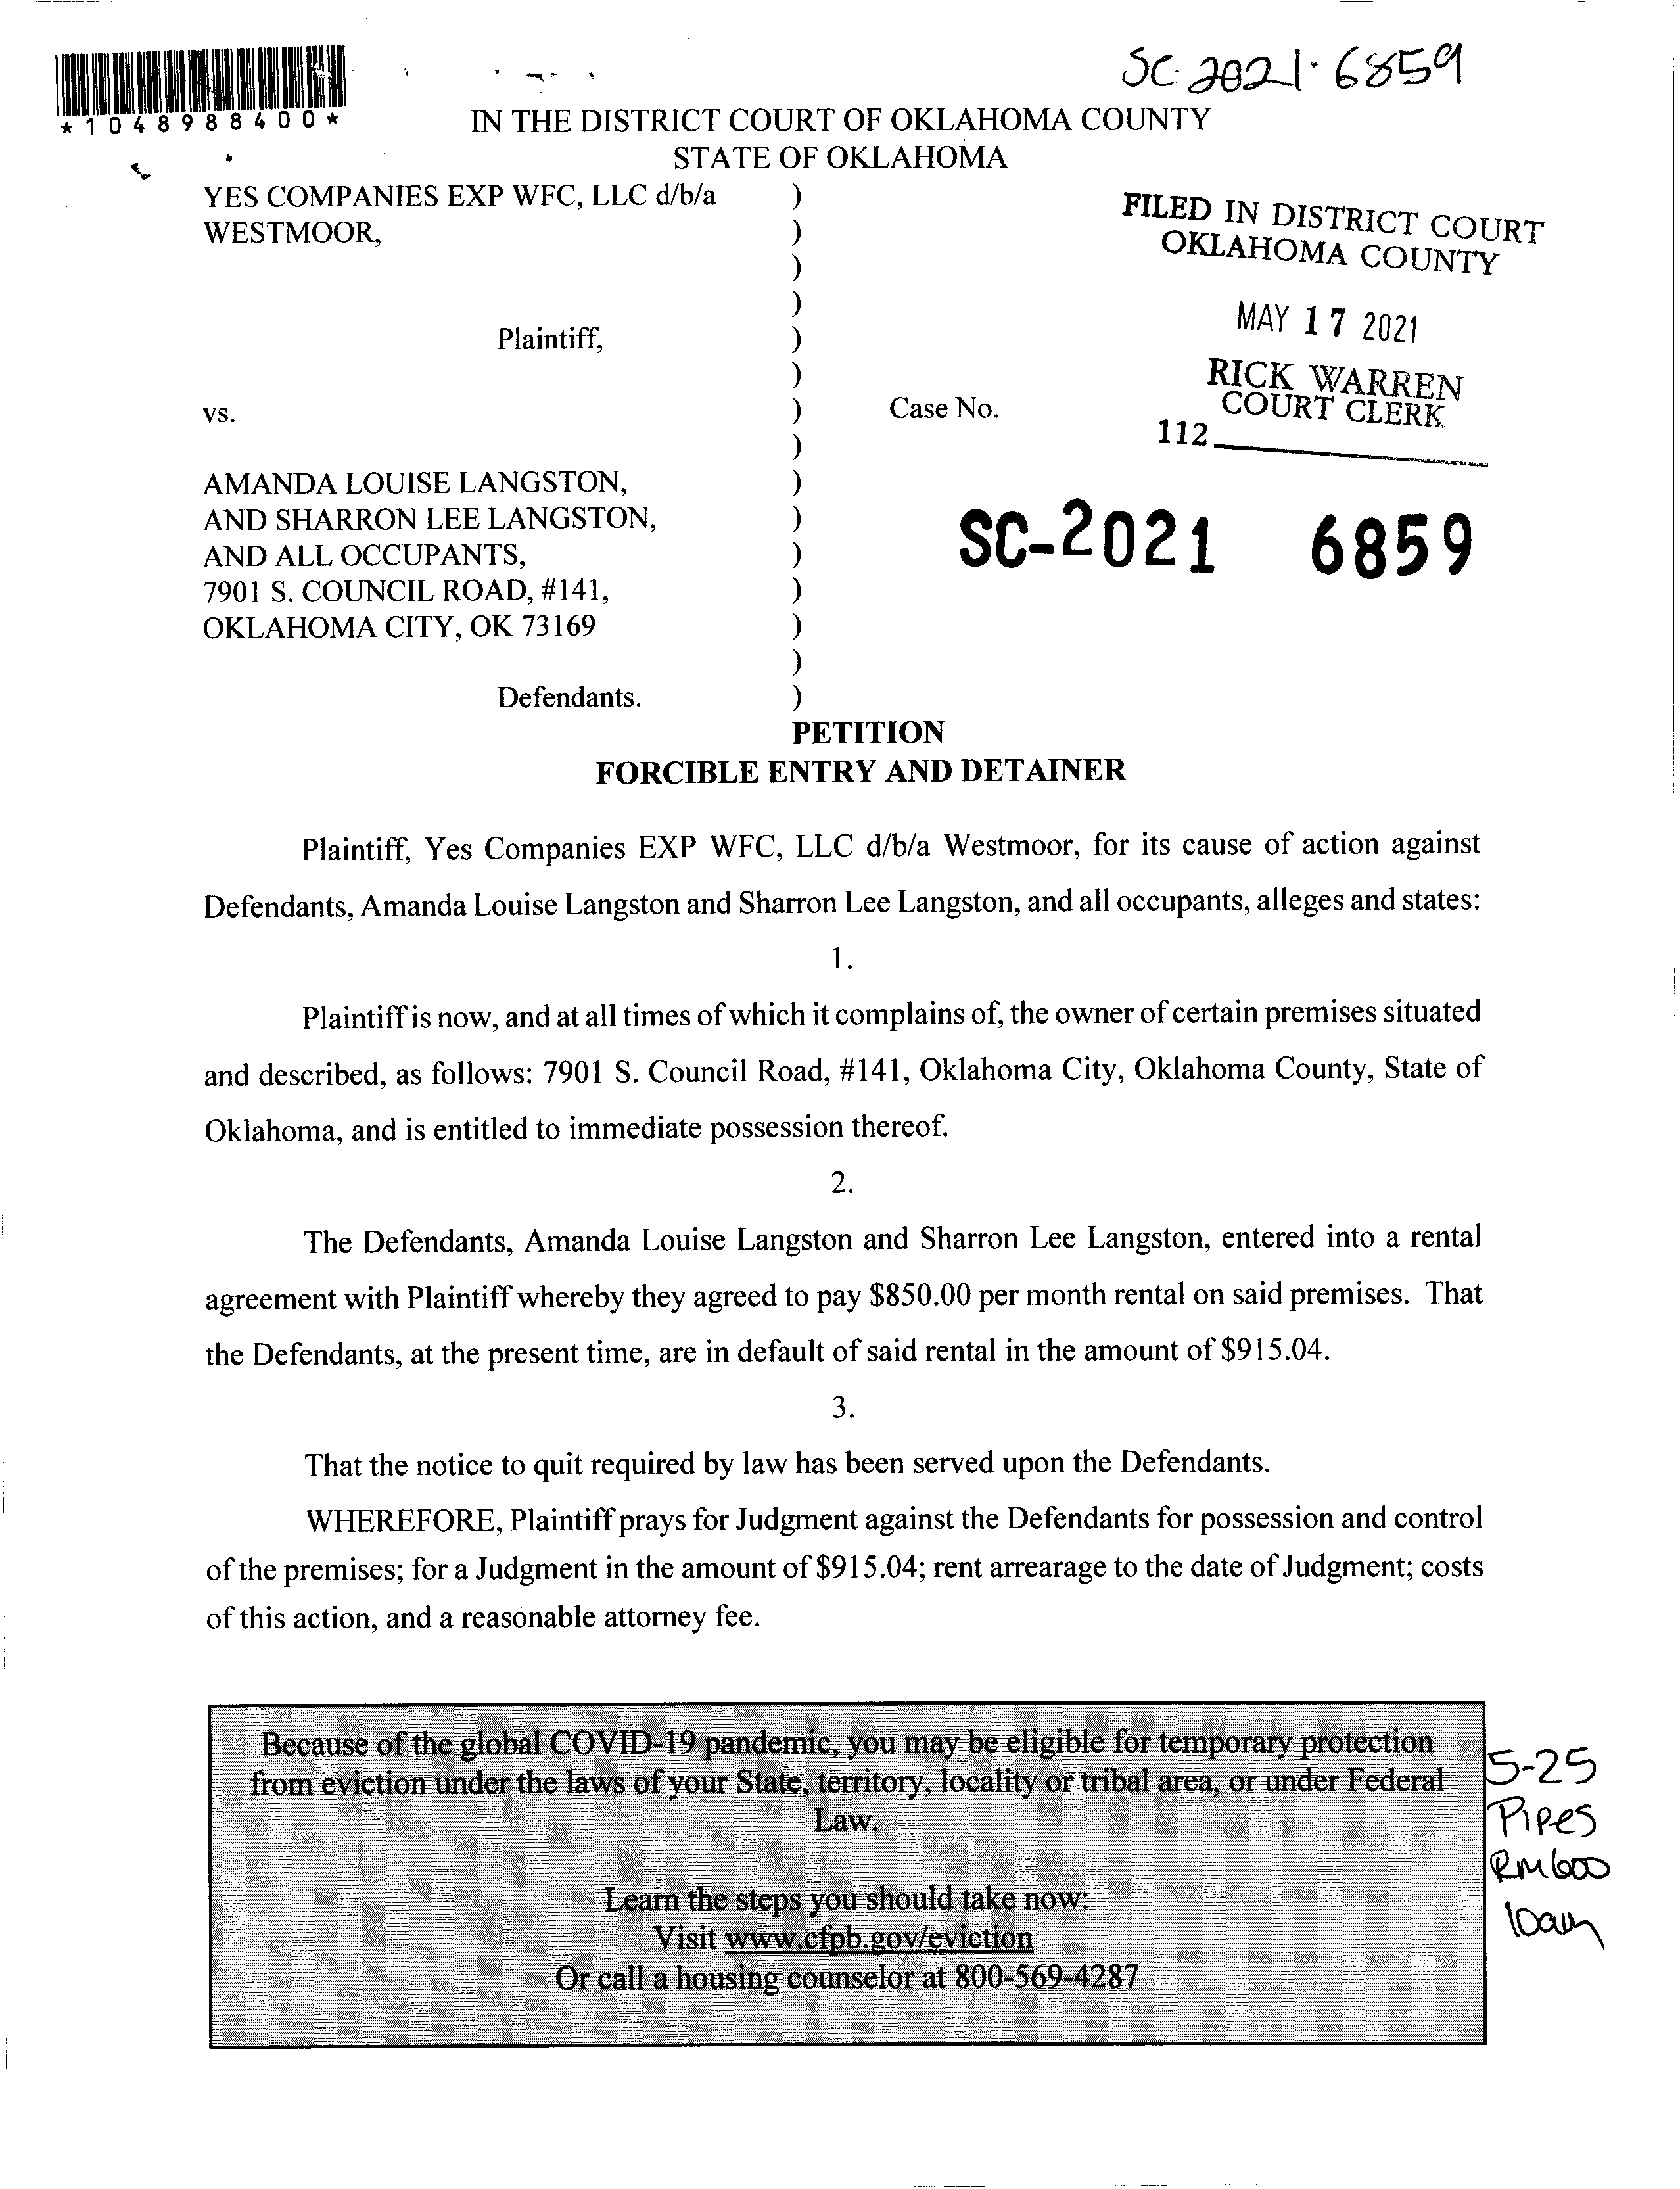 SC-2021-6859
*1048988400*
IN THE DISTRICT COURT OF OKLAHOMA COUNTY
STATE OF OKLAHOMA
YES COMPANIES EXP WFC, LLC d/b/a )
WESTMOOR, )
)
)
Plaintiff, )
)
vs. ) Case No.
)
AMANDA LOUISE LANGSTON, )
AND SHARRON LEE LANGSTON, )
AND ALL OCCUPANTS, )
7901 S. COUNCIL ROAD, #141, )
OKLAHOMA CITY, OK 73169 )
)
Defendants. )
FILED IN DISTRICT COURT
OKLAHOMA COUNTY
MAY 17 2021
RICK WARREN
COURT CLERK
112
SC-2021 6859
PETITION
FORCIBLE ENTRY AND DETAINER
Plaintiff, Yes Companies EXP WFC, LLC d/b/a Westmoor, for its cause of action against
Defendants, Amanda Louise Langston and Sharron Lee Langston, and all occupants, alleges and states:
1.
Plaintiff is now, and at all times of which it complains of, the owner of certain premises situated
and described, as follows: 7901 S. Council Road, #141, Oklahoma City, Oklahoma County, State of
Oklahoma, and is entitled to immediate possession thereof.
2.
The Defendants, Amanda Louise Langston and Sharron Lee Langston, entered into a rental
agreement with Plaintiff whereby they agreed to pay $850.00 per month rental on said premises. That
the Defendants, at the present time, are in default of said rental in the amount of $915.04.
3.
That the notice to quit required by law has been served upon the Defendants.
WHEREFORE, Plaintiff prays for Judgment against the Defendants for possession and control
of the premises; for a Judgment in the amount of $915.04; rent arrearage to the date of Judgment; costs
of this action, and a reasonable attorney fee.
Because of the global COVID-19 pandemic, you may be eligible for temporary protection
from eviction under the laws of your State, territory, locality or tribal area, or under Federal
Law.
Learn the steps you should take now:
Visit www.cfpb.gov/eviction
Or call a housing counselor at 800-569-4287
5-25
Pipes
Rm 600
10am